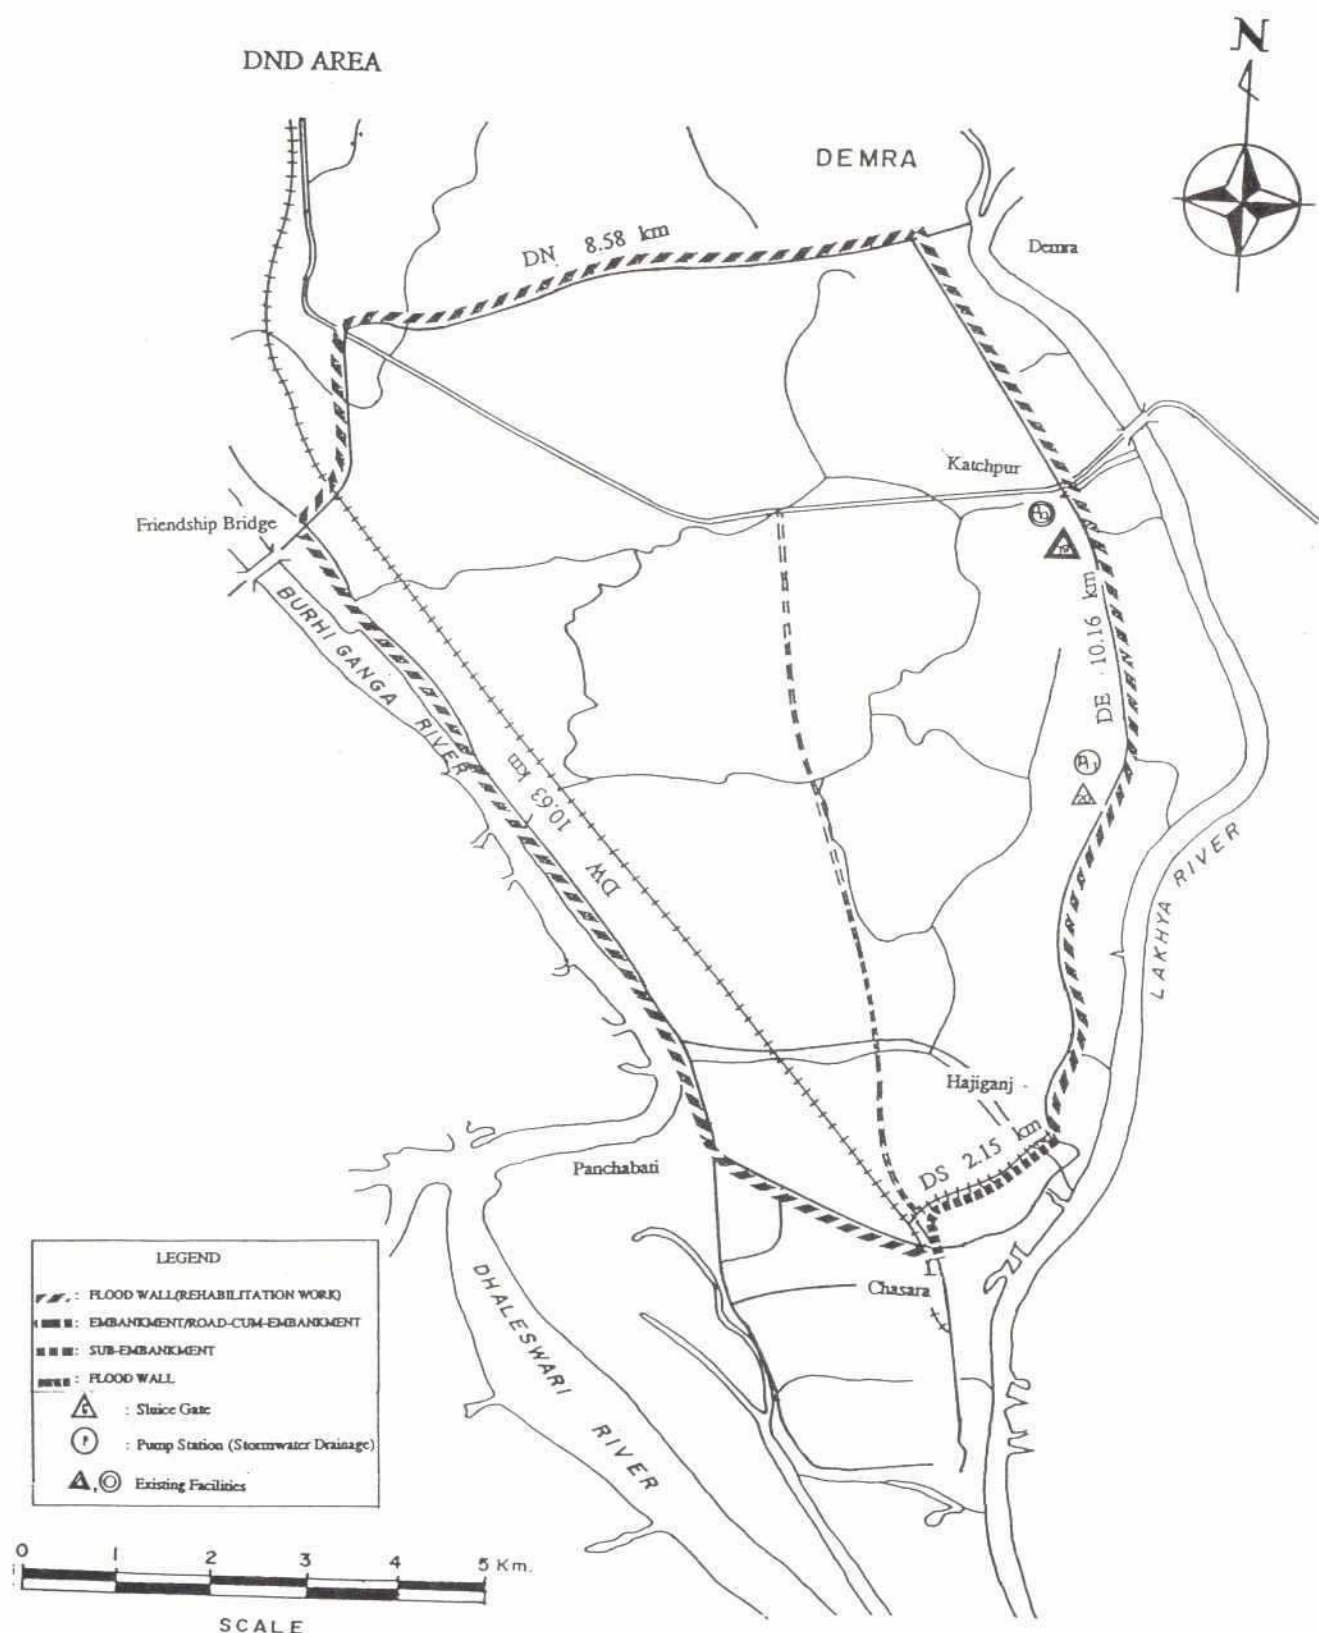 DND AREA
N
DEMRA
DN 8.58 km
Demra
Katchpur
Friendship Bridge
19
BURHI GANGA RIVER
DE 10.16 km
DW 10.63 km
20
LAKHYA RIVER
Hajiganj
DS 2.15 km
Panchabati
Chasara
DHALESWARI RIVER
LEGEND
: FLOOD WALL(REHABILITATION WORK)
: EMBANKMENT/ROAD-CUM-EMBANKMENT
: SUB-EMBANKMENT
: FLOOD WALL
G : Sluice Gate
P : Pump Station (Stormwater Drainage)
, Existing Facilities
0 1 2 3 4 5 Km.
SCALE